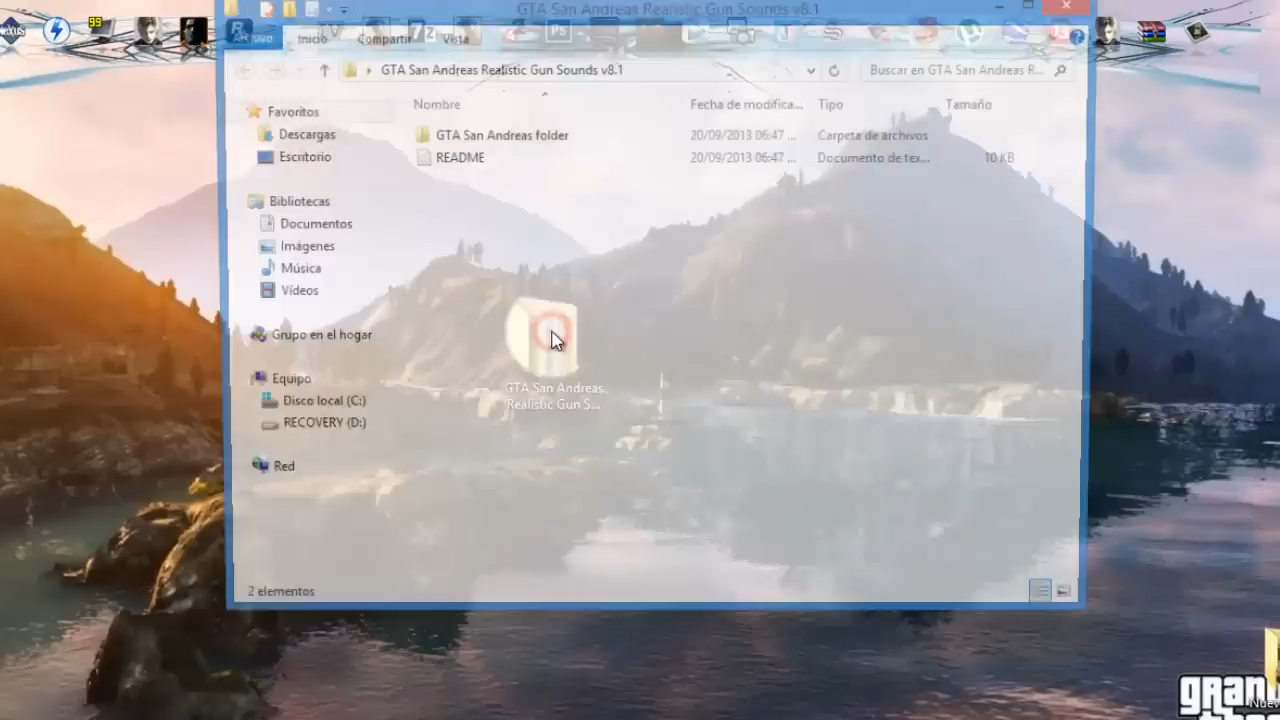 GTA San Andreas Realistic Gun Sounds v8.1
99
Inicio
Compartir
Vista
GTA San Andreas Realistic Gun Sounds v8.1
Buscar en GTA San Andreas R...
Nombre
Fecha de modifica...
Tipo
Tamaño
Favoritos
Descargas
Escritorio
Bibliotecas
Documentos
Imágenes
Música
Vídeos
Grupo en el hogar
Equipo
Disco local (C:)
RECOVERY (D:)
Red
GTA San Andreas folder
20/09/2013 06:47 ...
Carpeta de archivos
README
20/09/2013 06:47 ...
Documento de tex...
10 KB
GTA San Andreas
Realistic Gun S...
2 elementos